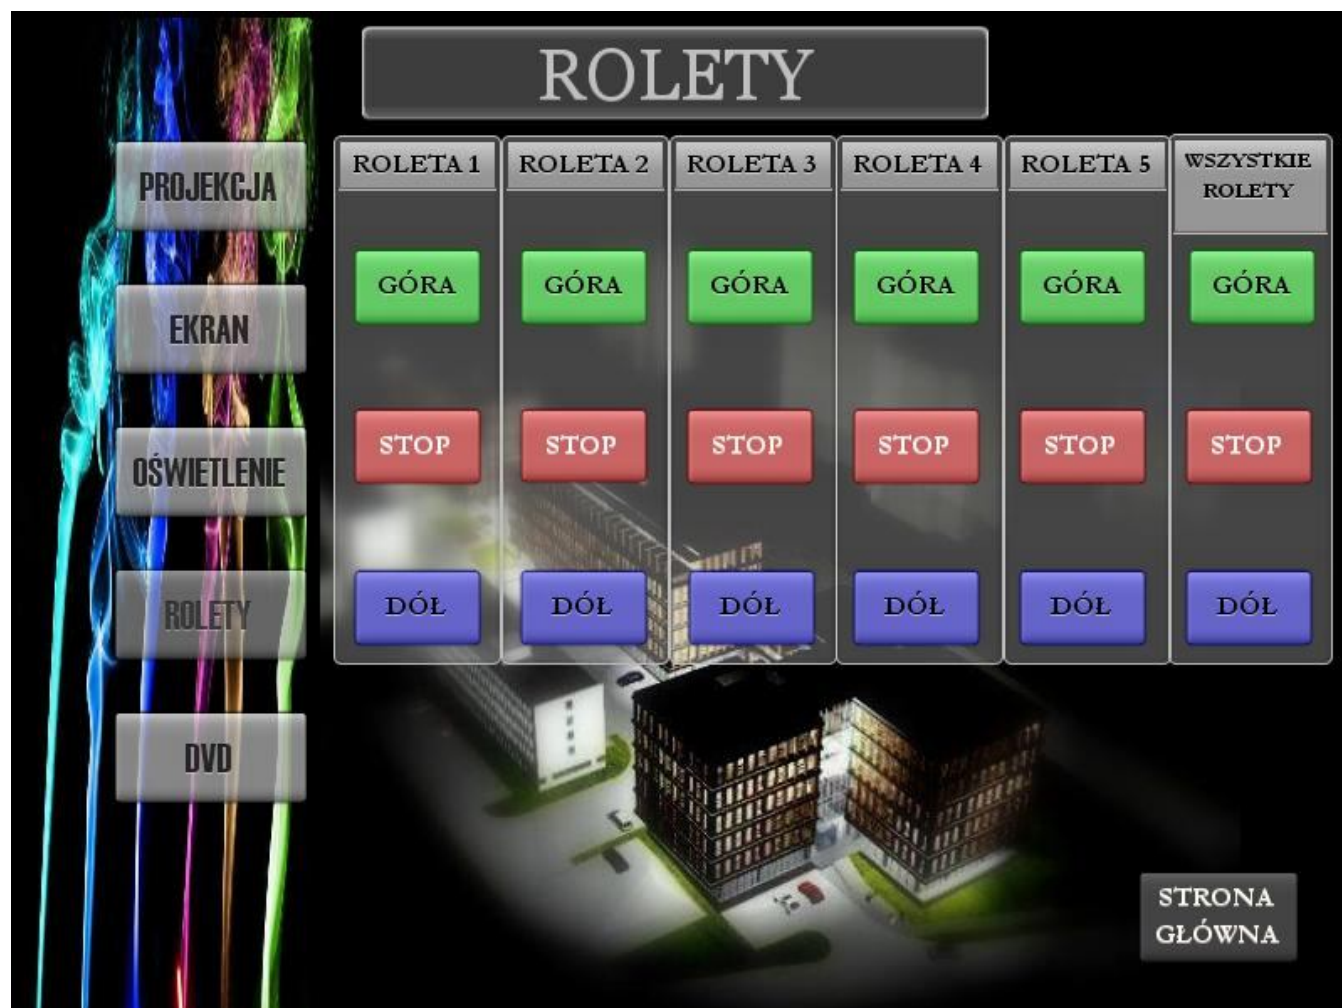 ROLETY
PROJEKCJA
EKRAN
OŚWIETLENIE
ROLETY
DVD
ROLETA 1
ROLETA 2
ROLETA 3
ROLETA 4
ROLETA 5
WSZYSTKIE
ROLETY
GÓRA
GÓRA
GÓRA
GÓRA
GÓRA
GÓRA
STOP
STOP
STOP
STOP
STOP
STOP
DÓŁ
DÓŁ
DÓŁ
DÓŁ
DÓŁ
DÓŁ
STRONA
GŁÓWNA